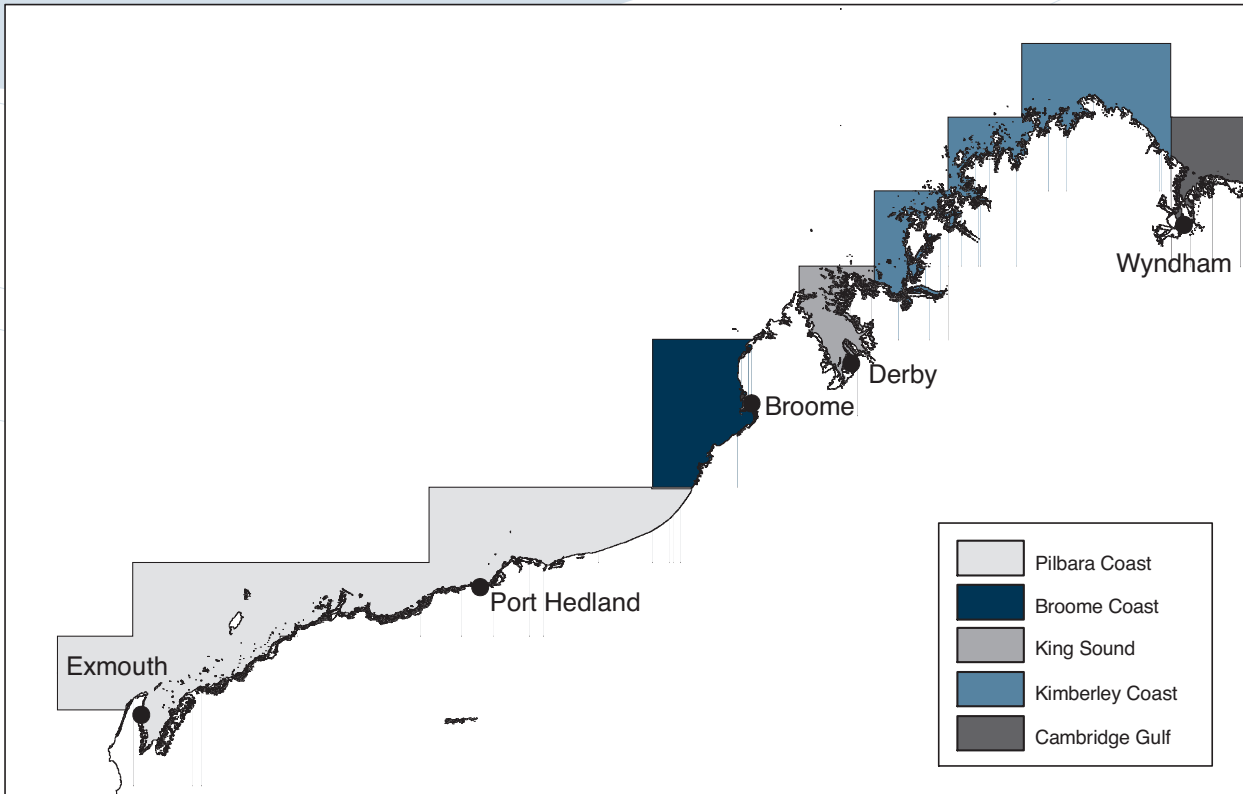 Wyndham
Derby
Broome
Port Hedland
Exmouth
Pilbara Coast
Broome Coast
King Sound
Kimberley Coast
Cambridge Gulf